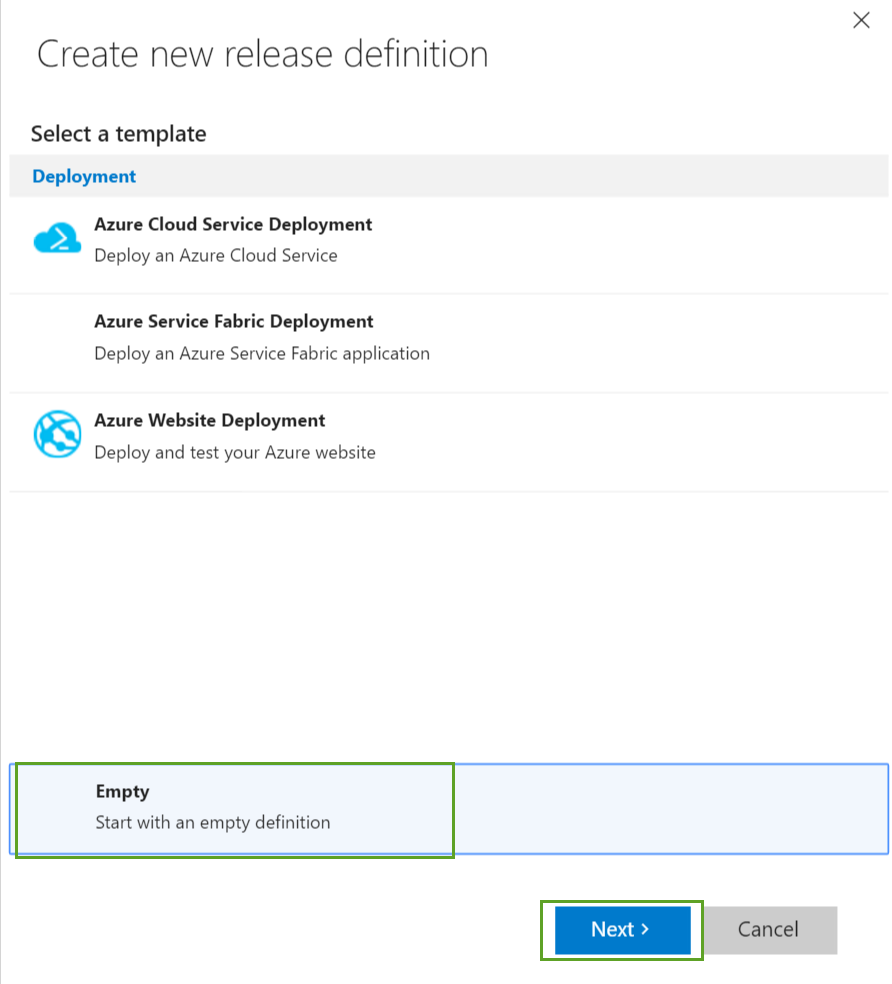 Create new release definition
Select a template
Deployment
Azure Cloud Service Deployment
Deploy an Azure Cloud Service
Azure Service Fabric Deployment
Deploy an Azure Service Fabric application
Azure Website Deployment
Deploy and test your Azure website
Empty
Start with an empty definition
Next >
Cancel